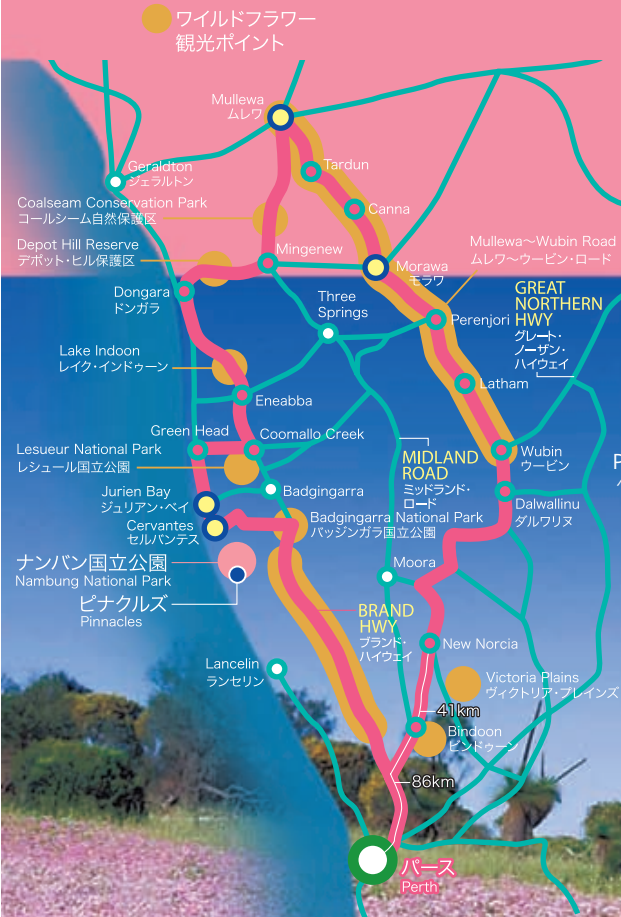 ワイルドフラワー
観光ポイント
Mullewa
ムレワ
Geraldton
ジェラルトン
Tardun
Coalseam Conservation Park
コールシーム自然保護区
Canna
Depot Hill Reserve
デポット・ヒル保護区
Mingenew
Mullewa～Wubin Road
ムレワ～ウービン・ロード
Morawa
モラワ
Dongara
ドンガラ
Three
Springs
GREAT
NORTHERN
HWY
グレート・
ノーザン・
ハイウェイ
Perenjori
Lake Indoon
レイク・インドゥーン
Latham
Eneabba
Green Head
Coomallo Creek
Lesueur National Park
レシュール国立公園
MIDLAND
ROAD
ミッドランド・
ロード
Wubin
ウービン
Jurien Bay
ジュリアン・ベイ
Badgingarra
Dalwallinu
ダルワリヌ
Cervantes
セルバンテス
Badgingarra National Park
バッジンガラ国立公園
ナンバン国立公園
Nambung National Park
Moora
ピナクルズ
Pinnacles
BRAND
HWY
ブランド・
ハイウェイ
New Norcia
Lancelin
ランセリン
Victoria Plains
ヴィクトリア・プレインズ
41km
Bindoon
ビンドゥーン
86km
パース
Perth